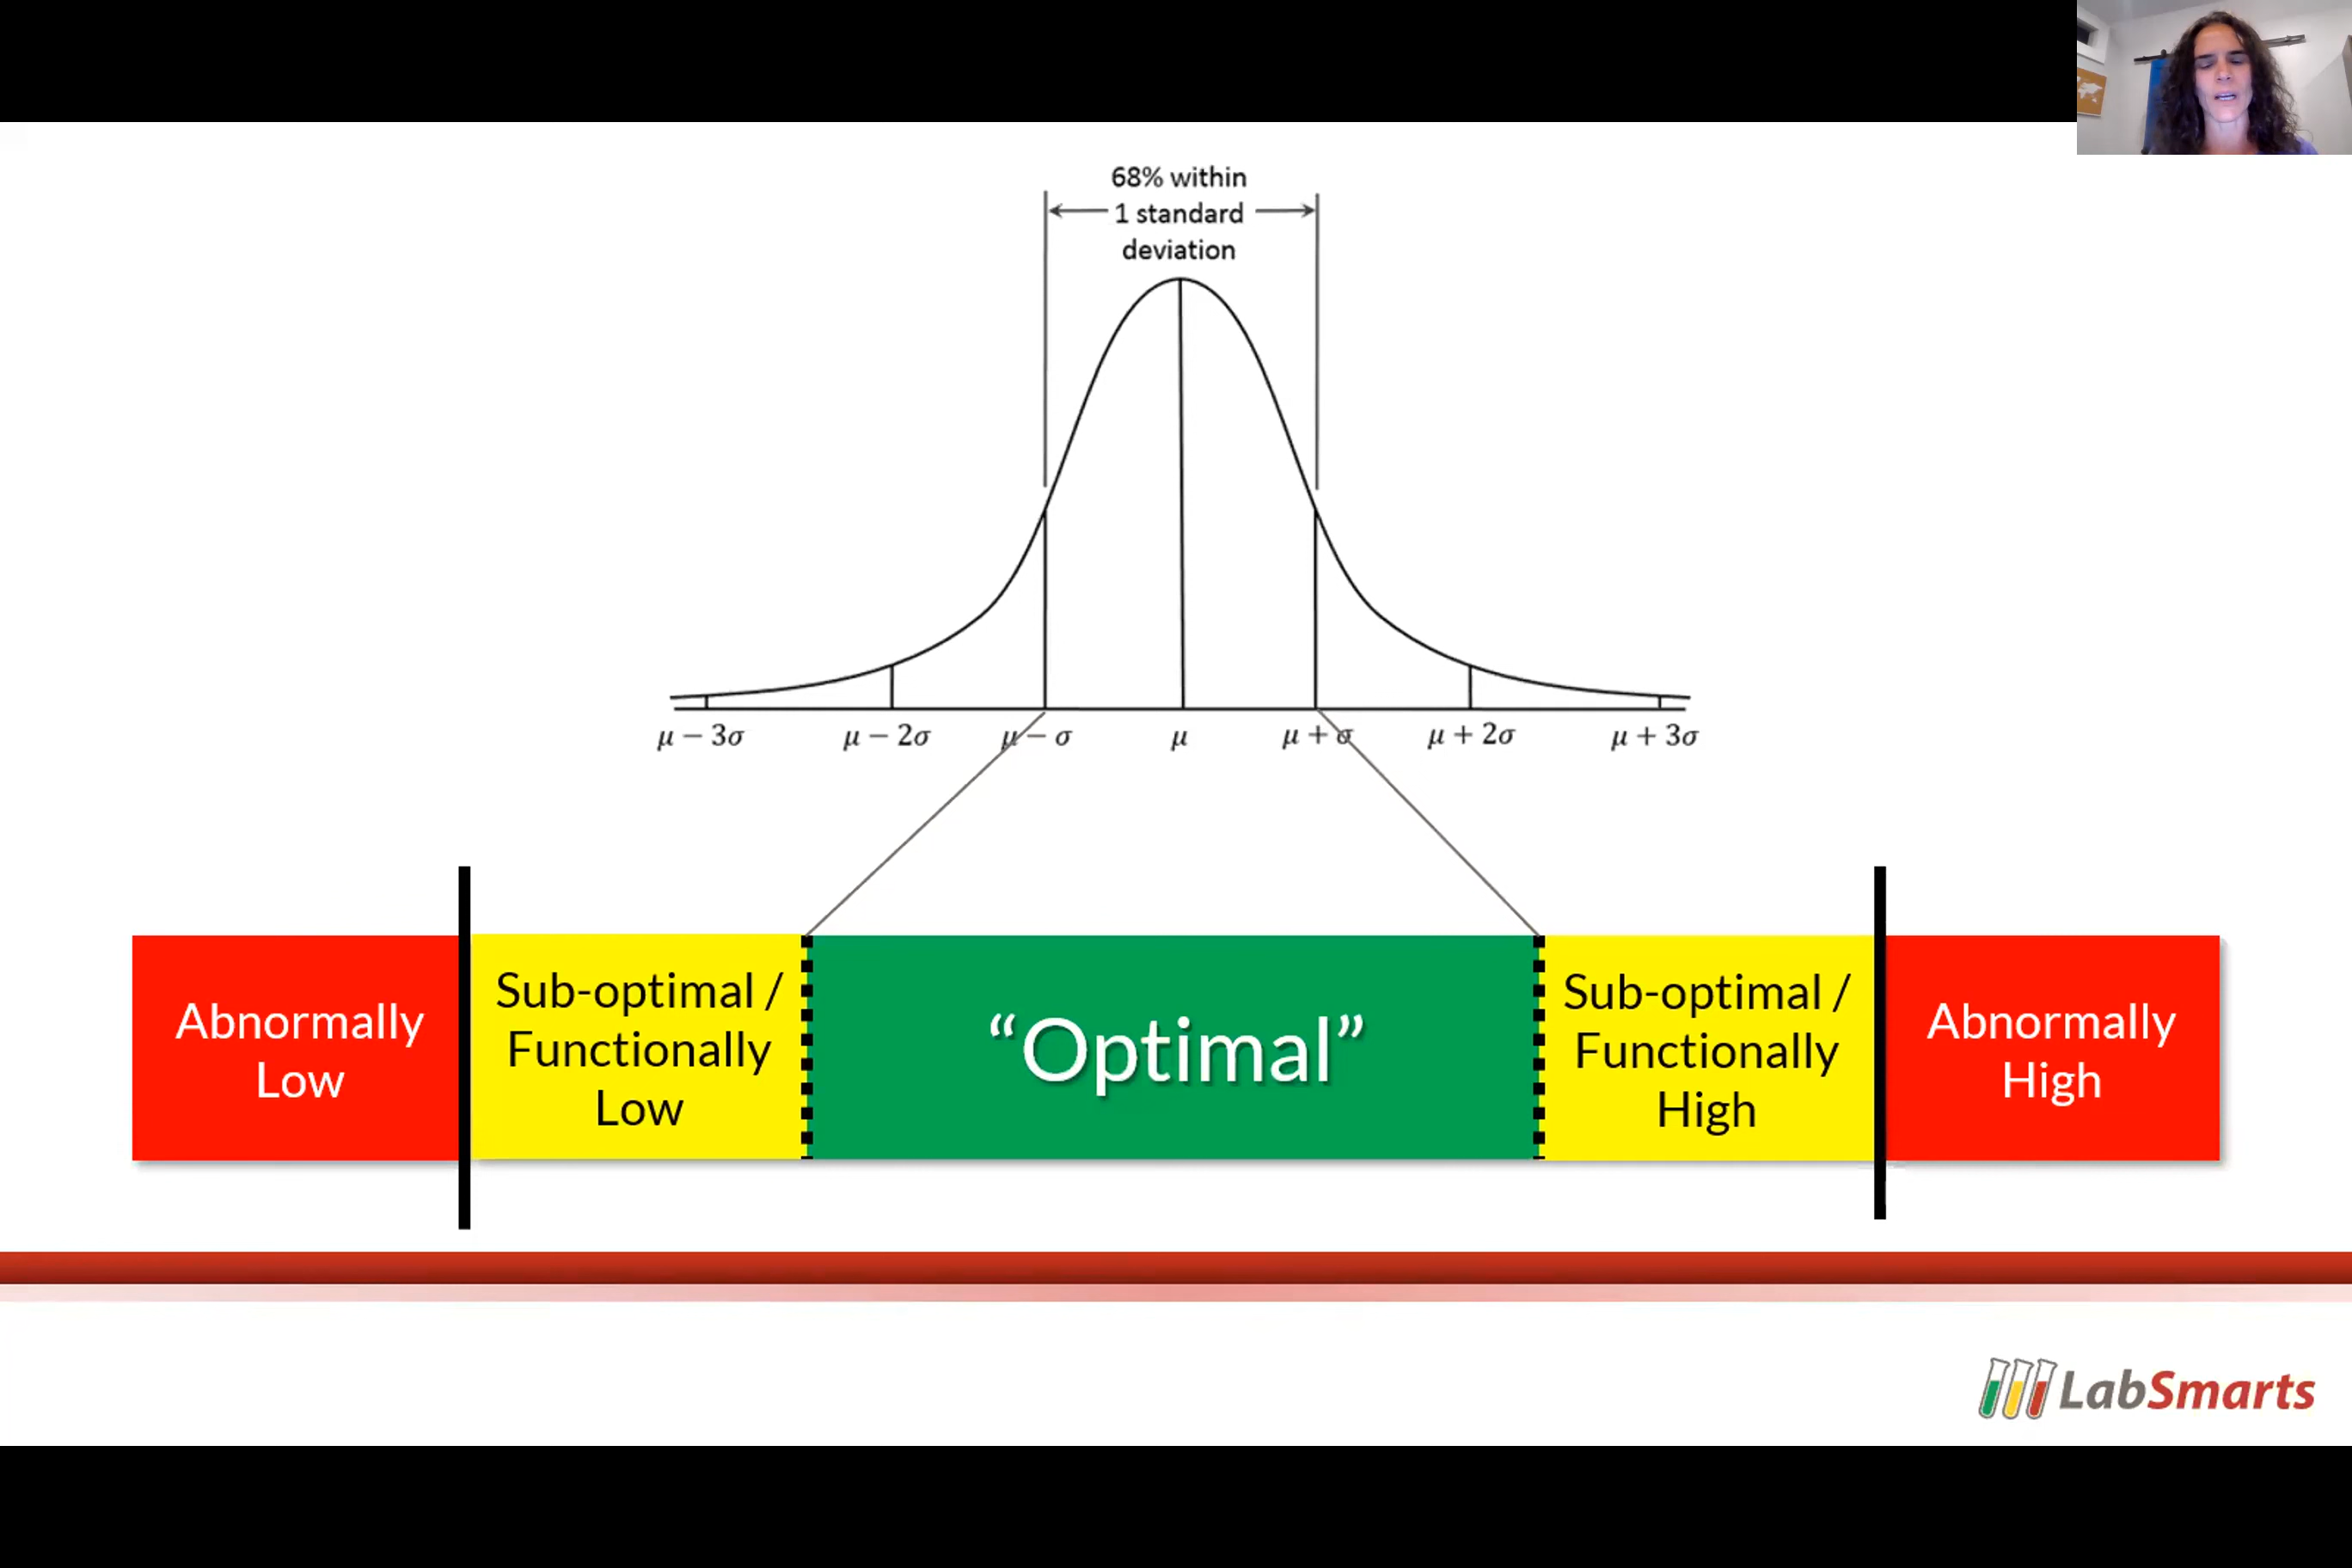 68% within
1 standard
deviation
μ − 3σ
μ − 2σ
μ − σ
μ
μ + σ
μ + 2σ
μ + 3σ
Abnormally
Low
Sub-optimal /
Functionally
Low
“Optimal”
Sub-optimal /
Functionally
High
Abnormally
High
LabSmarts